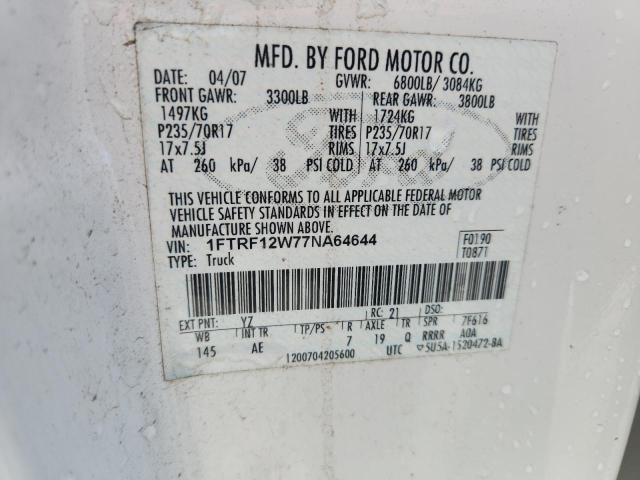 MFD. BY FORD MOTOR CO.
DATE: 04/07 GVWR: 6800LB/ 3084KG
FRONT GAWR: 3300LB REAR GAWR: 3800LB
1497KG WITH 1724KG WITH
P235/70R17 TIRES P235/70R17 TIRES
17x7.5J RIMS 17x7.5J RIMS
AT 260 kPa/ 38 PSI COLD AT 260 kPa/ 38 PSI COLD
THIS VEHICLE CONFORMS TO ALL APPLICABLE FEDERAL MOTOR
VEHICLE SAFETY STANDARDS IN EFFECT ON THE DATE OF
MANUFACTURE SHOWN ABOVE.
VIN: 1FTRF12W77NA64644 F0190
TYPE: Truck T0871
EXT PNT: YZ RC: 21 DSO:
WB INT TR TP/PS R AXLE TR SPR 7F616
145 AE 7 19 Q RRRR A0A
1200704205600 UTC ▽5U5A-1520472-BA